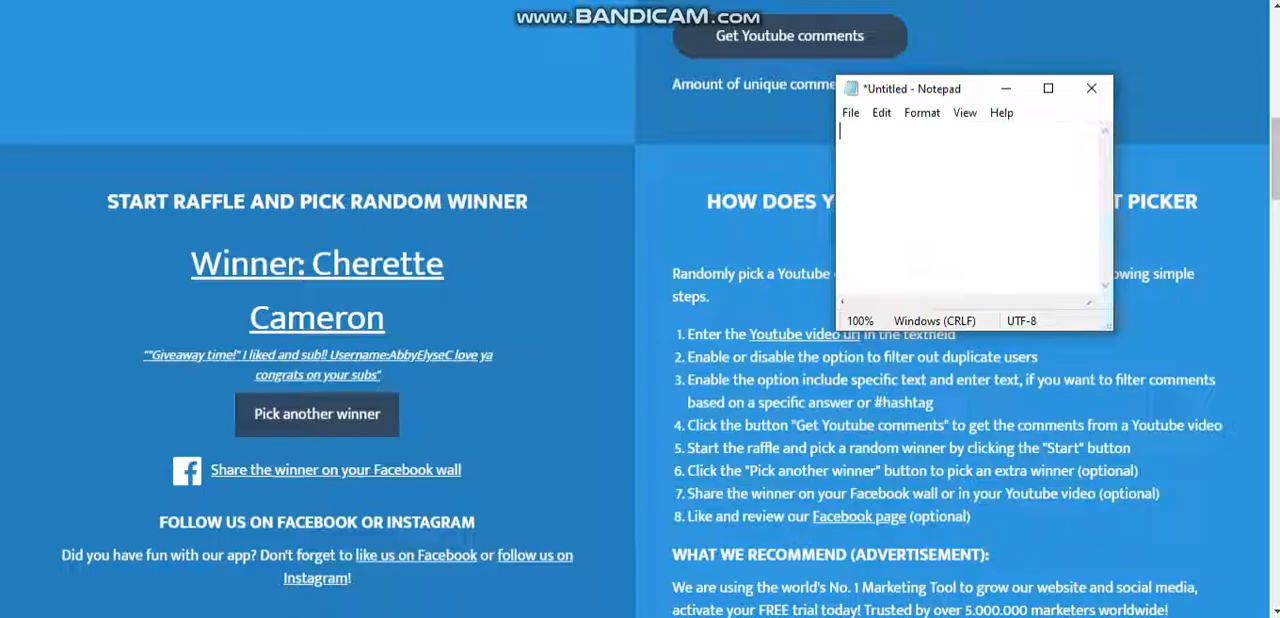 www.BANDICAM.com
Get Youtube comments
Amount of unique comme
*Untitled - Notepad
File Edit Format View Help
100% Windows (CRLF) UTF-8
START RAFFLE AND PICK RANDOM WINNER
Winner: Cherette
Cameron
""Giveaway time!" I liked and sub!! Username:AbbyElyseC love ya
congrats on your subs"
Pick another winner
Share the winner on your Facebook wall
FOLLOW US ON FACEBOOK OR INSTAGRAM
Did you have fun with our app? Don't forget to like us on Facebook or follow us on
Instagram!
HOW DOES Y T PICKER
Randomly pick a Youtube owing simple
steps.
1. Enter the Youtube video url in the textfield
2. Enable or disable the option to filter out duplicate users
3. Enable the option include specific text and enter text, if you want to filter comments
based on a specific answer or #hashtag
4. Click the button "Get Youtube comments" to get the comments from a Youtube video
5. Start the raffle and pick a random winner by clicking the "Start" button
6. Click the "Pick another winner" button to pick an extra winner (optional)
7. Share the winner on your Facebook wall or in your Youtube video (optional)
8. Like and review our Facebook page (optional)
WHAT WE RECOMMEND (ADVERTISEMENT):
We are using the world's No. 1 Marketing Tool to grow our website and social media,
activate your FREE trial today! Trusted by over 5.000.000 marketers worldwide!